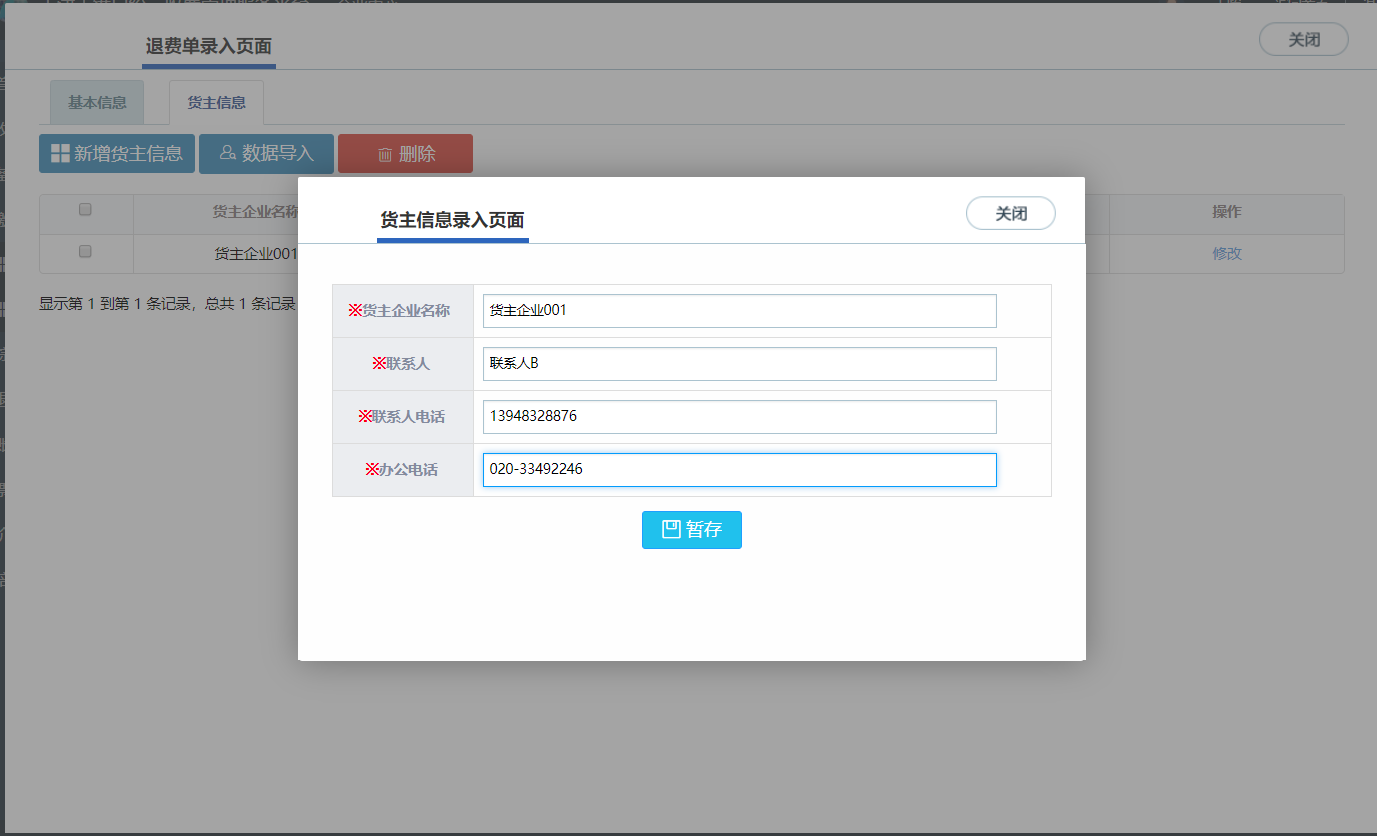 退费单录入页面
关闭
基本信息
货主信息
新增货主信息
数据导入
删除
货主企业名称
操作
货主企业001
修改
显示第 1 到第 1 条记录，总共 1 条记录
货主信息录入页面
关闭
※货主企业名称
货主企业001
※联系人
联系人B
※联系人电话
13948328876
※办公电话
020-33492246
暂存